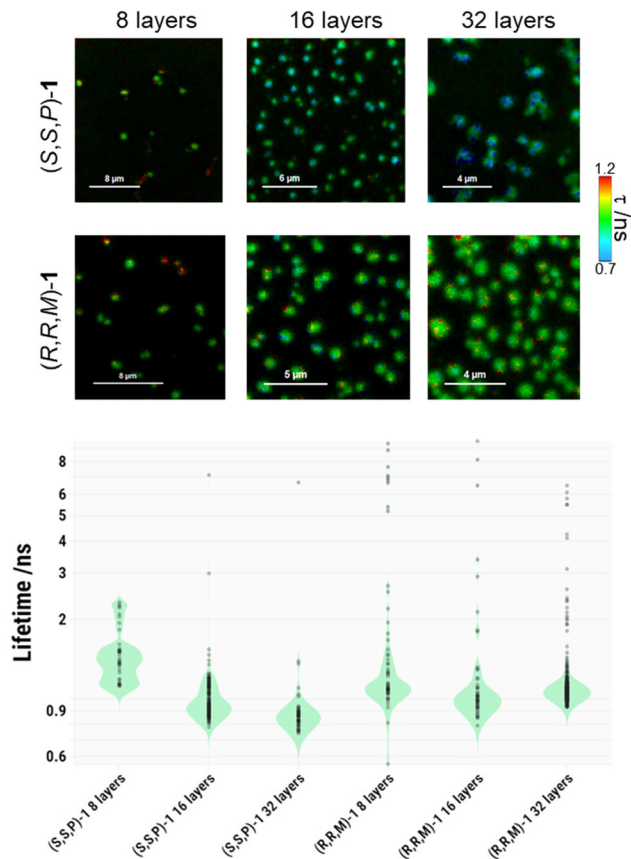 8 layers 16 layers 32 layers
(S,S,P)-1
8 µm 6 µm 4 µm
1.2
τ /ns
0.7
(R,R,M)-1
8 µm 5 µm 4 µm
Lifetime /ns
8
6
5
4
3
2
0.9
0.6
(S,S,P)-1 8 layers
(S,S,P)-1 16 layers
(S,S,P)-1 32 layers
(R,R,M)-1 8 layers
(R,R,M)-1 16 layers
(R,R,M)-1 32 layers